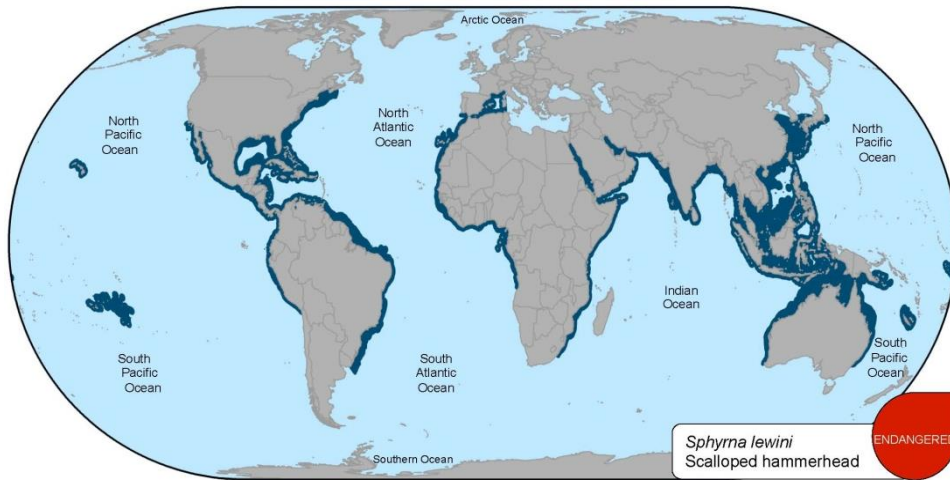 Arctic Ocean
North
Pacific
Ocean
North
Atlantic
Ocean
North
Pacific
Ocean
Indian
Ocean
South
Pacific
Ocean
South
Atlantic
Ocean
South
Pacific
Ocean
Southern Ocean
Sphyrna lewini
Scalloped hammerhead
ENDANGERED